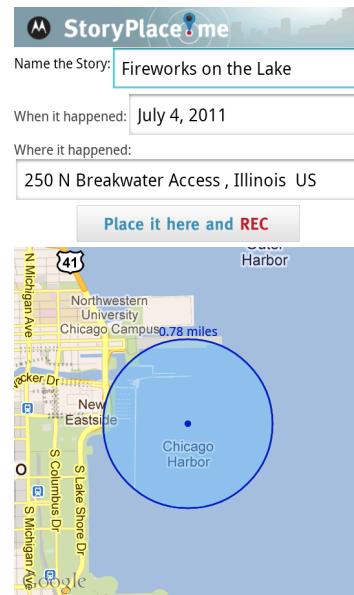 StoryPlace me
Name the Story: Fireworks on the Lake
When it happened: July 4, 2011
Where it happened:
250 N Breakwater Access , Illinois US
Place it here and REC
N Michigan Ave
41
Outer
Harbor
Northwestern
University
Chicago Campus
0.78 miles
acker Dr
New
Eastside
Chicago
Harbor
S Columbus Dr
S Lake Shore Dr
S Michigan Ave
O
Google